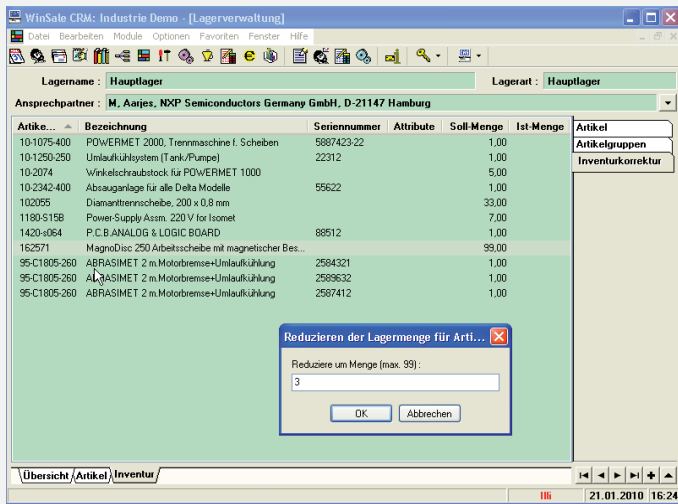 WinSale CRM: Industrie Demo - [Lagerverwaltung]
Datei Bearbeiten Module Optionen Favoriten Fenster Hilfe
Lagername : Hauptlager Lagerart : Hauptlager
Ansprechpartner : M, Aarjes, NXP Semiconductors Germany GmbH, D-21147 Hamburg
Artike... Bezeichnung Seriennummer Attribute Soll-Menge Ist-Menge
10-1075-400 POWERMET 2000, Trennmaschine f. Scheiben 5887423-22 1,00
10-1250-250 Umlaufkühlsystem (Tank/Pumpe) 22312 1,00
10-2074 Winkelschraubstock für POWERMET 1000 5,00
10-2342-400 Absauganlage für alle Delta Modelle 55622 1,00
102055 Diamanttrennscheibe, 200 x 0,8 mm 33,00
1180-S15B Power-Supply Assm. 220 V for Isomet 7,00
1420-s064 P.C.B.ANALOG & LOGIC BOARD 88512 1,00
162571 MagnoDisc 250 Arbeitsscheibe mit magnetischer Bes... 99,00
95-C1805-260 ABRASIMET 2 m.Motorbremse+Umlaufkühlung 2584321 1,00
95-C1805-260 ABRASIMET 2 m.Motorbremse+Umlaufkühlung 2589632 1,00
95-C1805-260 ABRASIMET 2 m.Motorbremse+Umlaufkühlung 2587412 1,00
Artikel
Artikelgruppen
Inventurkorrektur
Reduzieren der Lagermenge für Arti...
Reduziere um Menge (max. 99) :
3
OK Abbrechen
Übersicht Artikel Inventur
Illi 21.01.2010 16:24